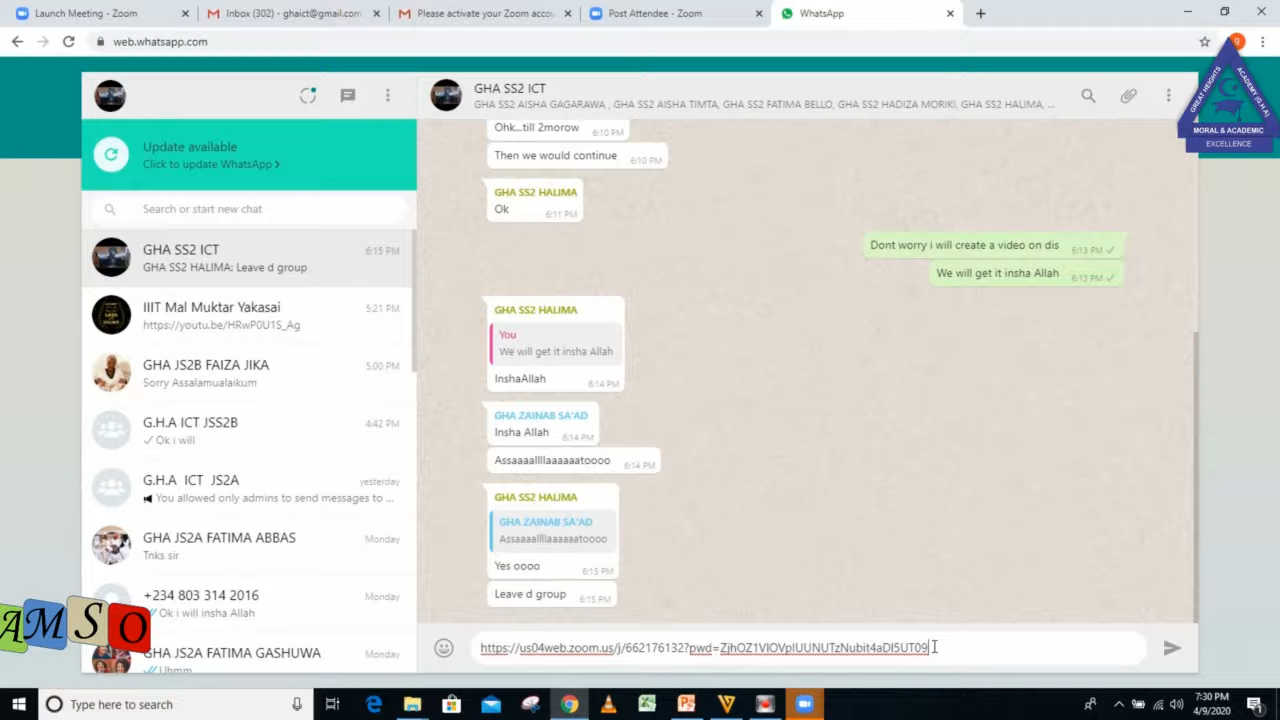 Launch Meeting - Zoom
Inbox (302) - ghaict@gmail.com
Please activate your Zoom accou
Post Attendee - Zoom
WhatsApp
web.whatsapp.com
g
GREAT HEIGHTS
ACADEMY (G.H.A)
MORAL & ACADEMIC
EXCELLENCE
Update available
Click to update WhatsApp >
Search or start new chat
GHA SS2 ICT
6:15 PM
GHA SS2 HALIMA: Leave d group
IIIT Mal Muktar Yakasai
5:21 PM
https://youtu.be/HRwP0U1S_Ag
GHA JS2B FAIZA JIKA
5:00 PM
Sorry Assalamualaikum
G.H.A ICT JSS2B
4:42 PM
Ok i will
G.H.A ICT JS2A
yesterday
You allowed only admins to send messages to ...
GHA JS2A FATIMA ABBAS
Monday
Tnks sir
+234 803 314 2016
Monday
Ok i will insha Allah
GHA JS2A FATIMA GASHUWA
Monday
Uhmm
AMSO
GHA SS2 ICT
GHA SS2 AISHA GAGARAWA , GHA SS2 AISHA TIMTA, GHA SS2 FATIMA BELLO, GHA SS2 HADIZA MORIKI, GHA SS2 HALIMA, ...
Ohk...till 2morow
6:10 PM
Then we would continue
6:10 PM
GHA SS2 HALIMA
Ok
6:11 PM
Dont worry i will create a video on dis
6:13 PM
We will get it insha Allah
6:13 PM
GHA SS2 HALIMA
You
We will get it insha Allah
InshaAllah
6:14 PM
GHA ZAINAB SA'AD
Insha Allah
6:14 PM
Assaaaallllaaaaaatoooo
6:14 PM
GHA SS2 HALIMA
GHA ZAINAB SA'AD
Assaaaallllaaaaaatoooo
Yes oooo
6:15 PM
Leave d group
6:15 PM
https://us04web.zoom.us/j/662176132?pwd=ZjhOZ1VIOVpIUUNUTzNubit4aDI5UT09
Type here to search
7:30 PM
4/9/2020
1